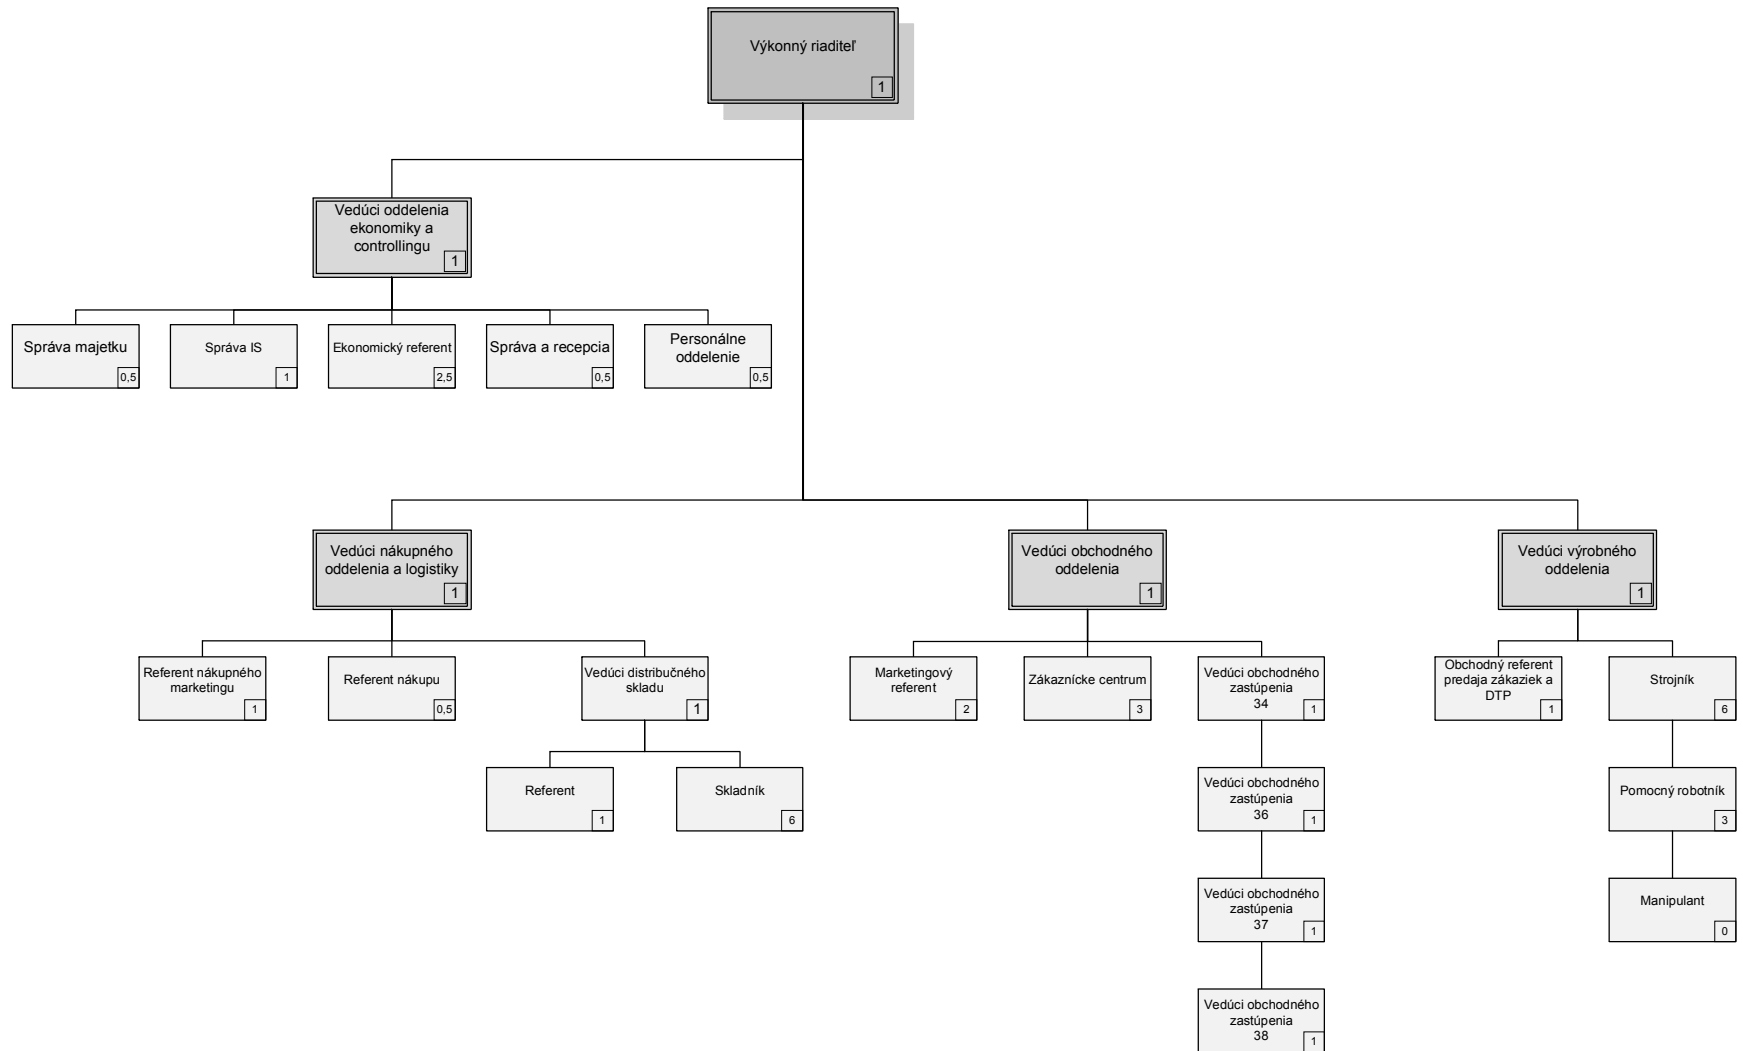 Výkonný riaditeľ
1
Vedúci oddelenia
ekonomiky a
controllingu
1
Správa majetku
0,5
Správa IS
1
Ekonomický referent
2,5
Správa a recepcia
0,5
Personálne
oddelenie
0,5
Vedúci nákupného
oddelenia a logistiky
1
Vedúci obchodného
oddelenia
1
Vedúci výrobného
oddelenia
1
Referent nákupného
marketingu
1
Referent nákupu
0,5
Vedúci distribučného
skladu
1
Marketingový
referent
2
Zákaznícke centrum
3
Vedúci obchodného
zastúpenia
34
1
Obchodný referent
predaja zákaziek a
DTP
1
Strojník
6
Referent
1
Skladník
6
Vedúci obchodného
zastúpenia
36
1
Pomocný robotník
3
Vedúci obchodného
zastúpenia
37
1
Manipulant
0
Vedúci obchodného
zastúpenia
38
1